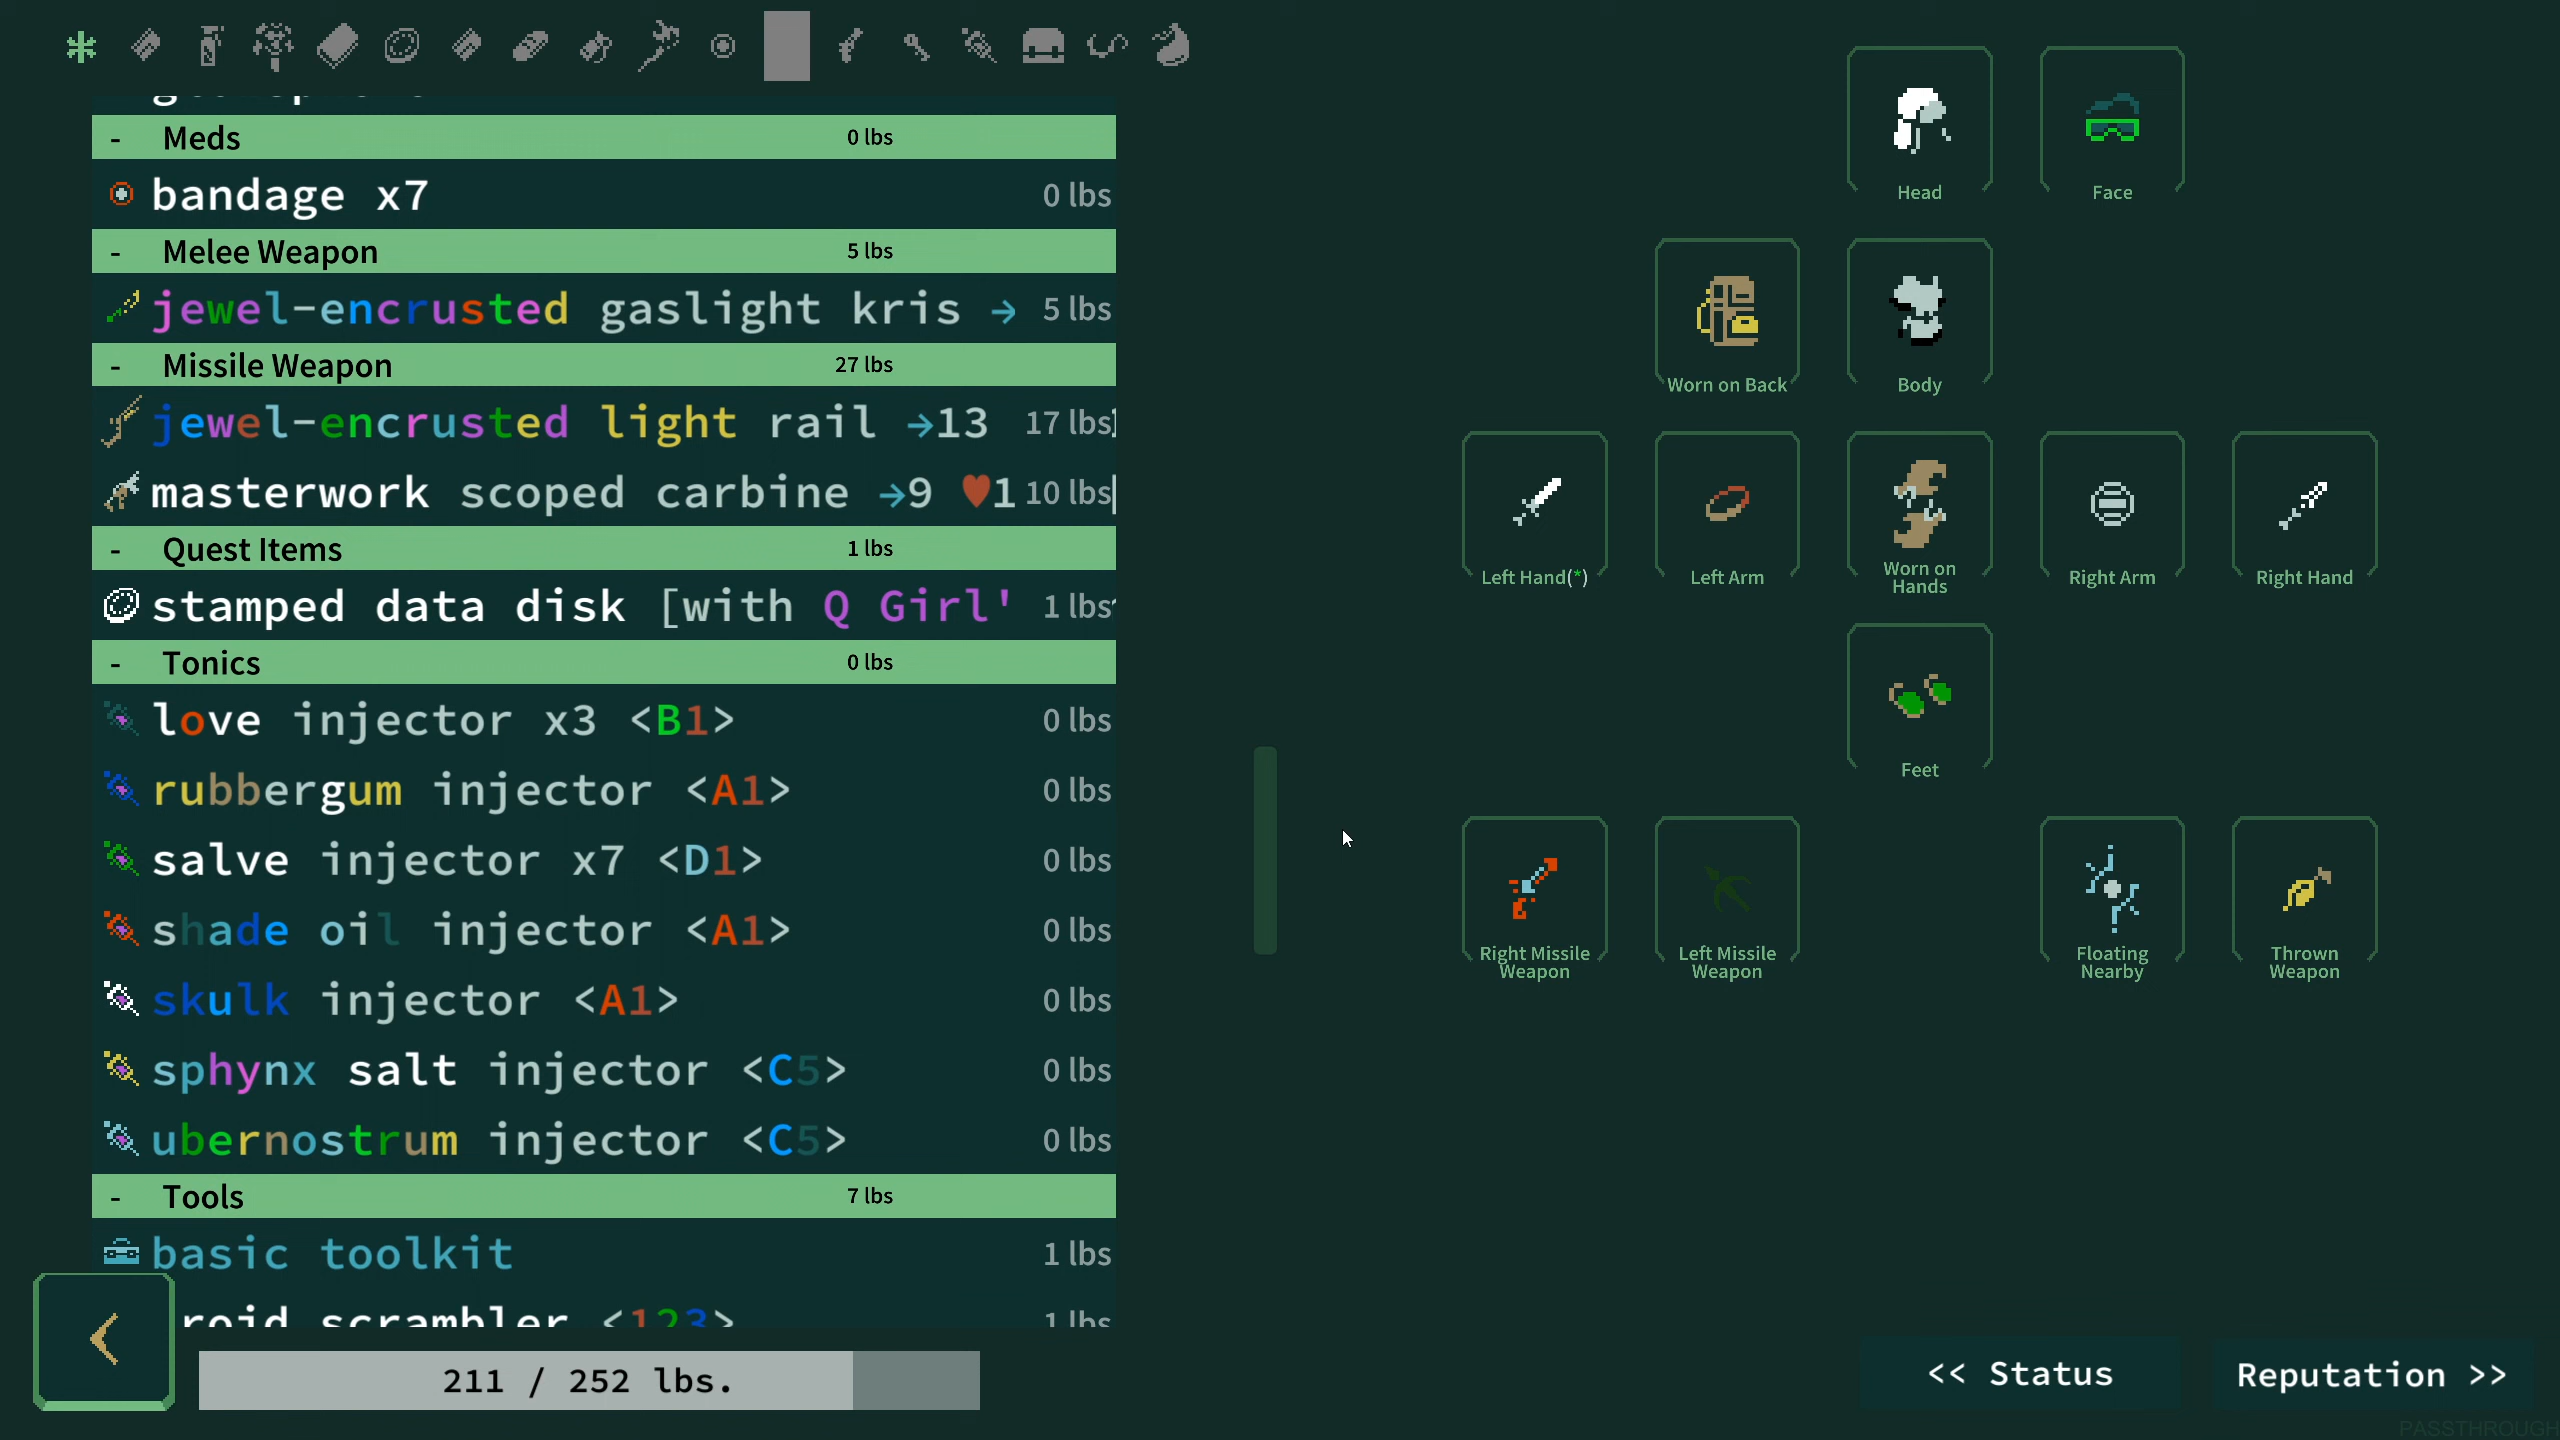 - Meds 0 lbs
bandage x7 0 lbs
- Melee Weapon 5 lbs
jewel-encrusted gaslight kris → 5 lbs
- Missile Weapon 27 lbs
jewel-encrusted light rail →13 17 lbs
masterwork scoped carbine →9 ♥1 10 lbs
- Quest Items 1 lbs
stamped data disk [with Q Girl' 1 lbs
- Tonics 0 lbs
love injector x3 <B1> 0 lbs
rubbergum injector <A1> 0 lbs
salve injector x7 <D1> 0 lbs
shade oil injector <A1> 0 lbs
skulk injector <A1> 0 lbs
sphynx salt injector <C5> 0 lbs
ubernostrum injector <C5> 0 lbs
- Tools 7 lbs
basic toolkit 1 lbs
roid scrambler <123> 1 lbs
211 / 252 lbs.
Head
Face
Worn on Back
Body
Left Hand(*)
Left Arm
Worn on
Hands
Right Arm
Right Hand
Feet
Right Missile
Weapon
Left Missile
Weapon
Floating
Nearby
Thrown
Weapon
<< Status
Reputation >>
PASSTHROUGH